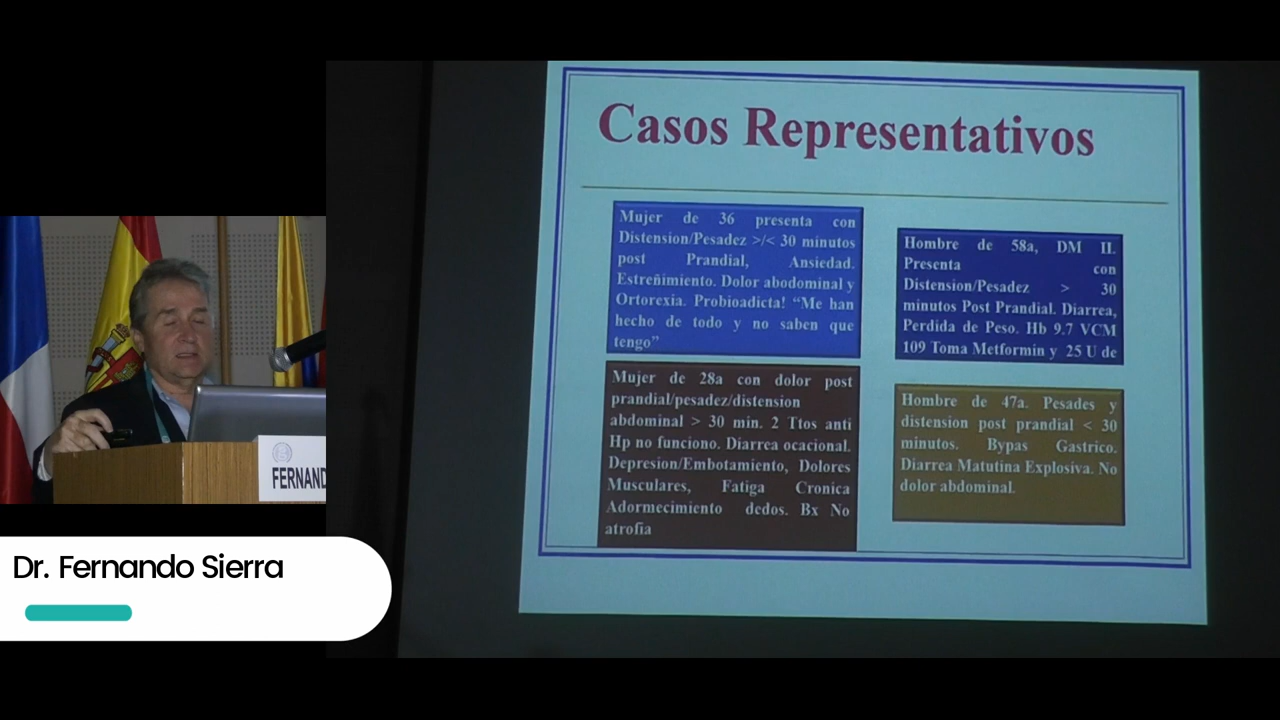 Casos Representativos
Mujer de 36 presenta con
Distension/Pesadez >/< 30 minutos
post Prandial, Ansiedad.
Estreñimiento. Dolor abodominal y
Ortorexia. Probioadicta! “Me han
hecho de todo y no saben que
tengo”
Hombre de 58a, DM II.
Presenta con
Distension/Pesadez > 30
minutos Post Prandial. Diarrea,
Perdida de Peso. Hb 9.7 VCM
109 Toma Metformin y 25 U de
Mujer de 28a con dolor post
prandial/pesadez/distension
abdominal > 30 min. 2 Ttos anti
Hp no funciono. Diarrea ocacional.
Depresion/Embotamiento, Dolores
Musculares, Fatiga Cronica
Adormecimiento dedos. Bx No
atrofia
Hombre de 47a. Pesades y
distension post prandial < 30
minutos. Bypas Gastrico.
Diarrea Matutina Explosiva. No
dolor abdominal.
FERNAND
Dr. Fernando Sierra